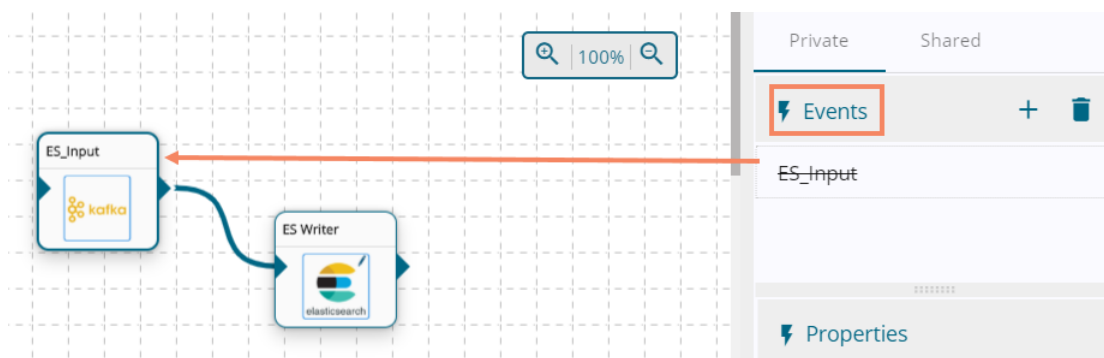 Private Shared
100%
Events
ES_Input
ES_Input
kafka
ES Writer
elasticsearch
Properties